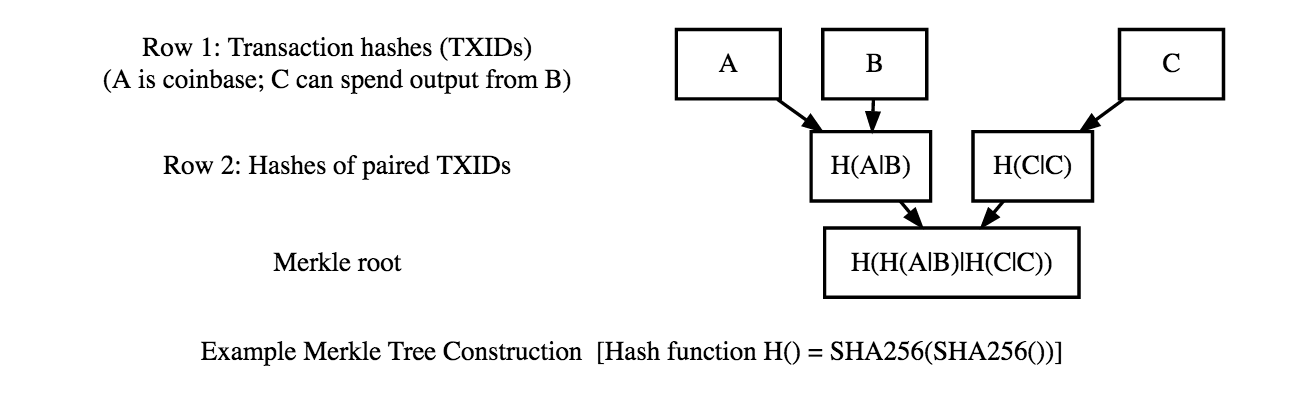 Row 1: Transaction hashes (TXIDs)
(A is coinbase; C can spend output from B)
A
B
C
Row 2: Hashes of paired TXIDs
H(A|B)
H(C|C)
Merkle root
H(H(A|B)|H(C|C))
Example Merkle Tree Construction [Hash function H() = SHA256(SHA256())]